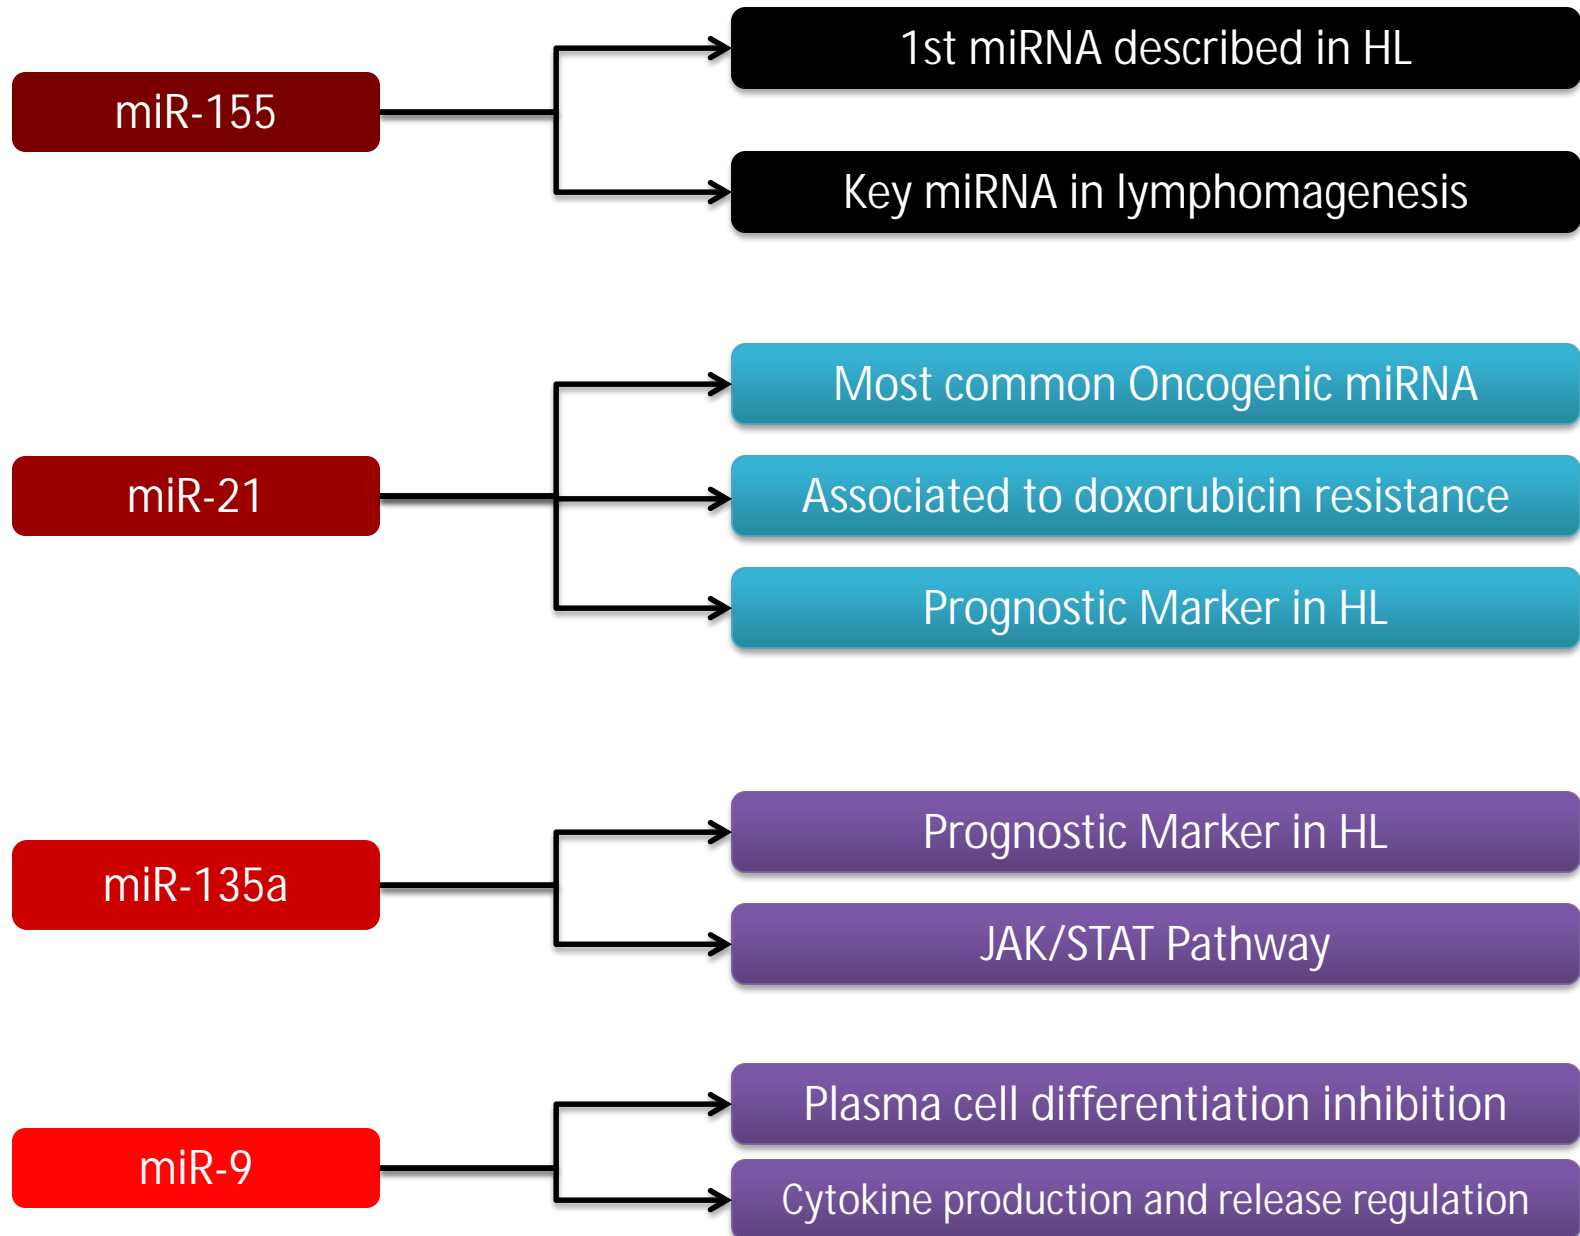 miR-155
1st miRNA described in HL
Key miRNA in lymphomagenesis
miR-21
Most common Oncogenic miRNA
Associated to doxorubicin resistance
Prognostic Marker in HL
miR-135a
Prognostic Marker in HL
JAK/STAT Pathway
miR-9
Plasma cell differentiation inhibition
Cytokine production and release regulation